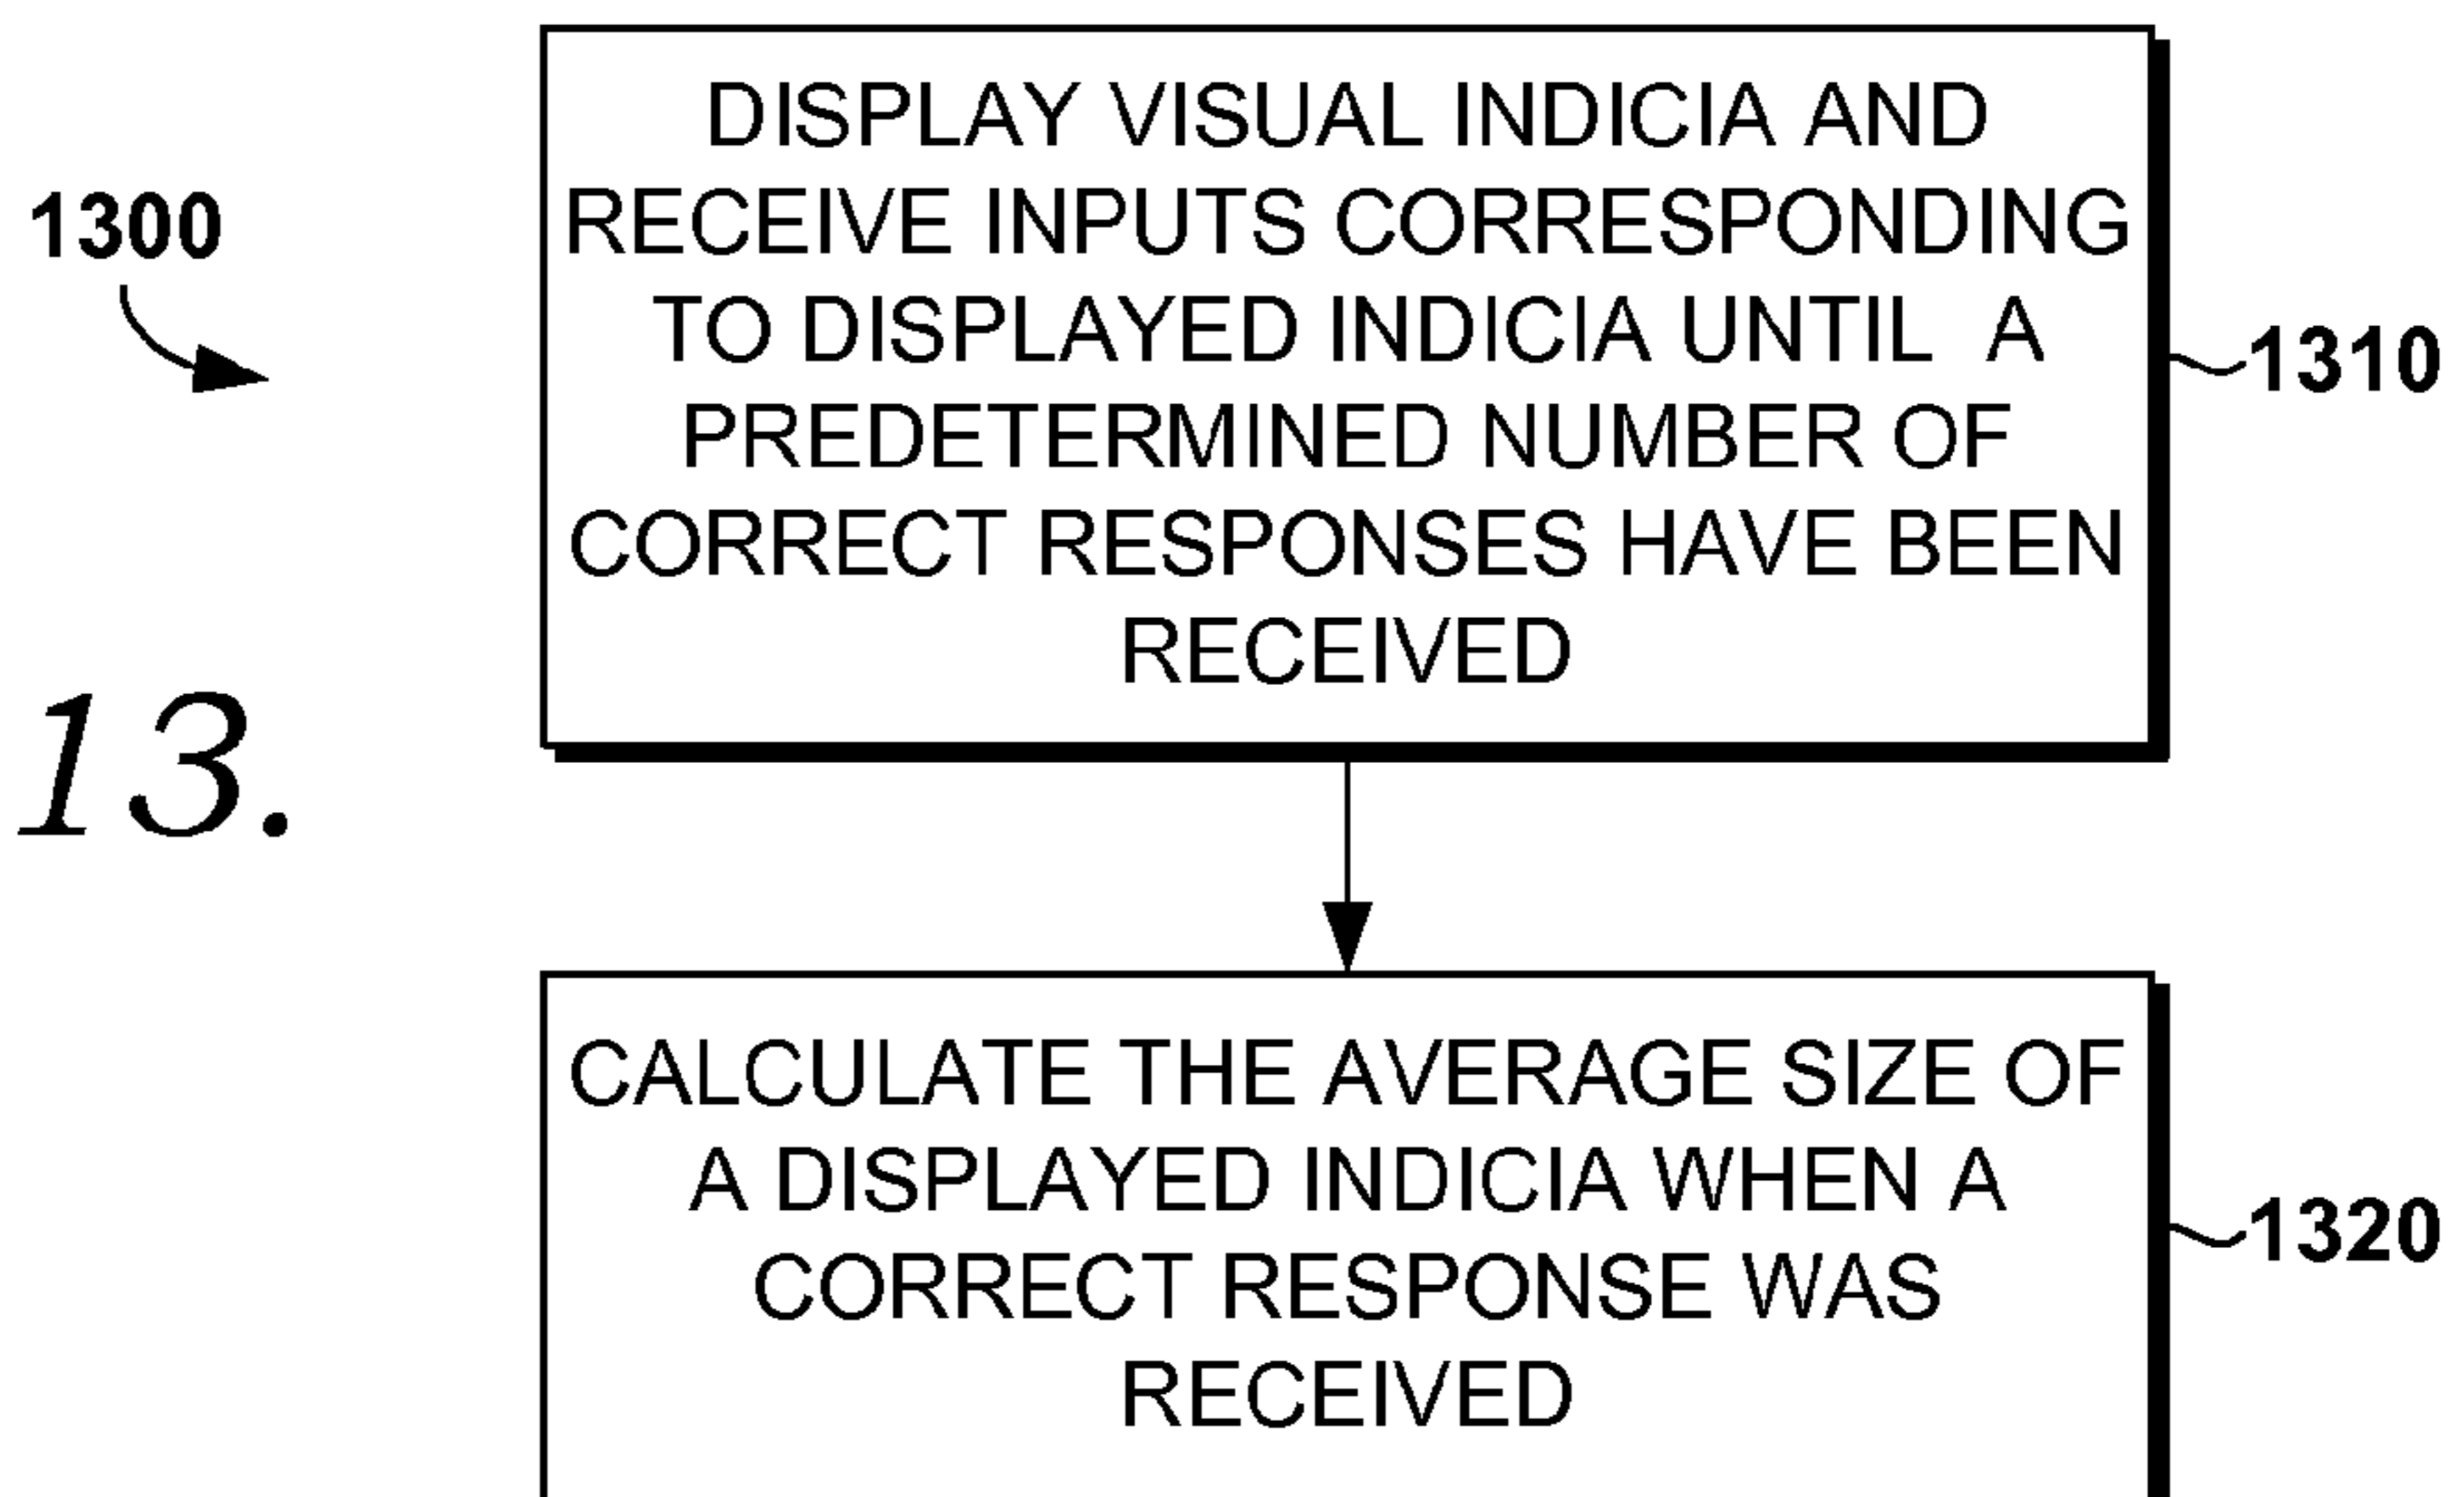 DISPLAY VISUAL INDICIA AND
RECEIVE INPUTS CORRESPONDING
TO DISPLAYED INDICIA UNTIL A
PREDETERMINED NUMBER OF
CORRECT RESPONSES HAVE BEEN
RECEIVED
1300
1310
13.
CALCULATE THE AVERAGE SIZE OF
A DISPLAYED INDICIA WHEN A
CORRECT RESPONSE WAS
RECEIVED
1320